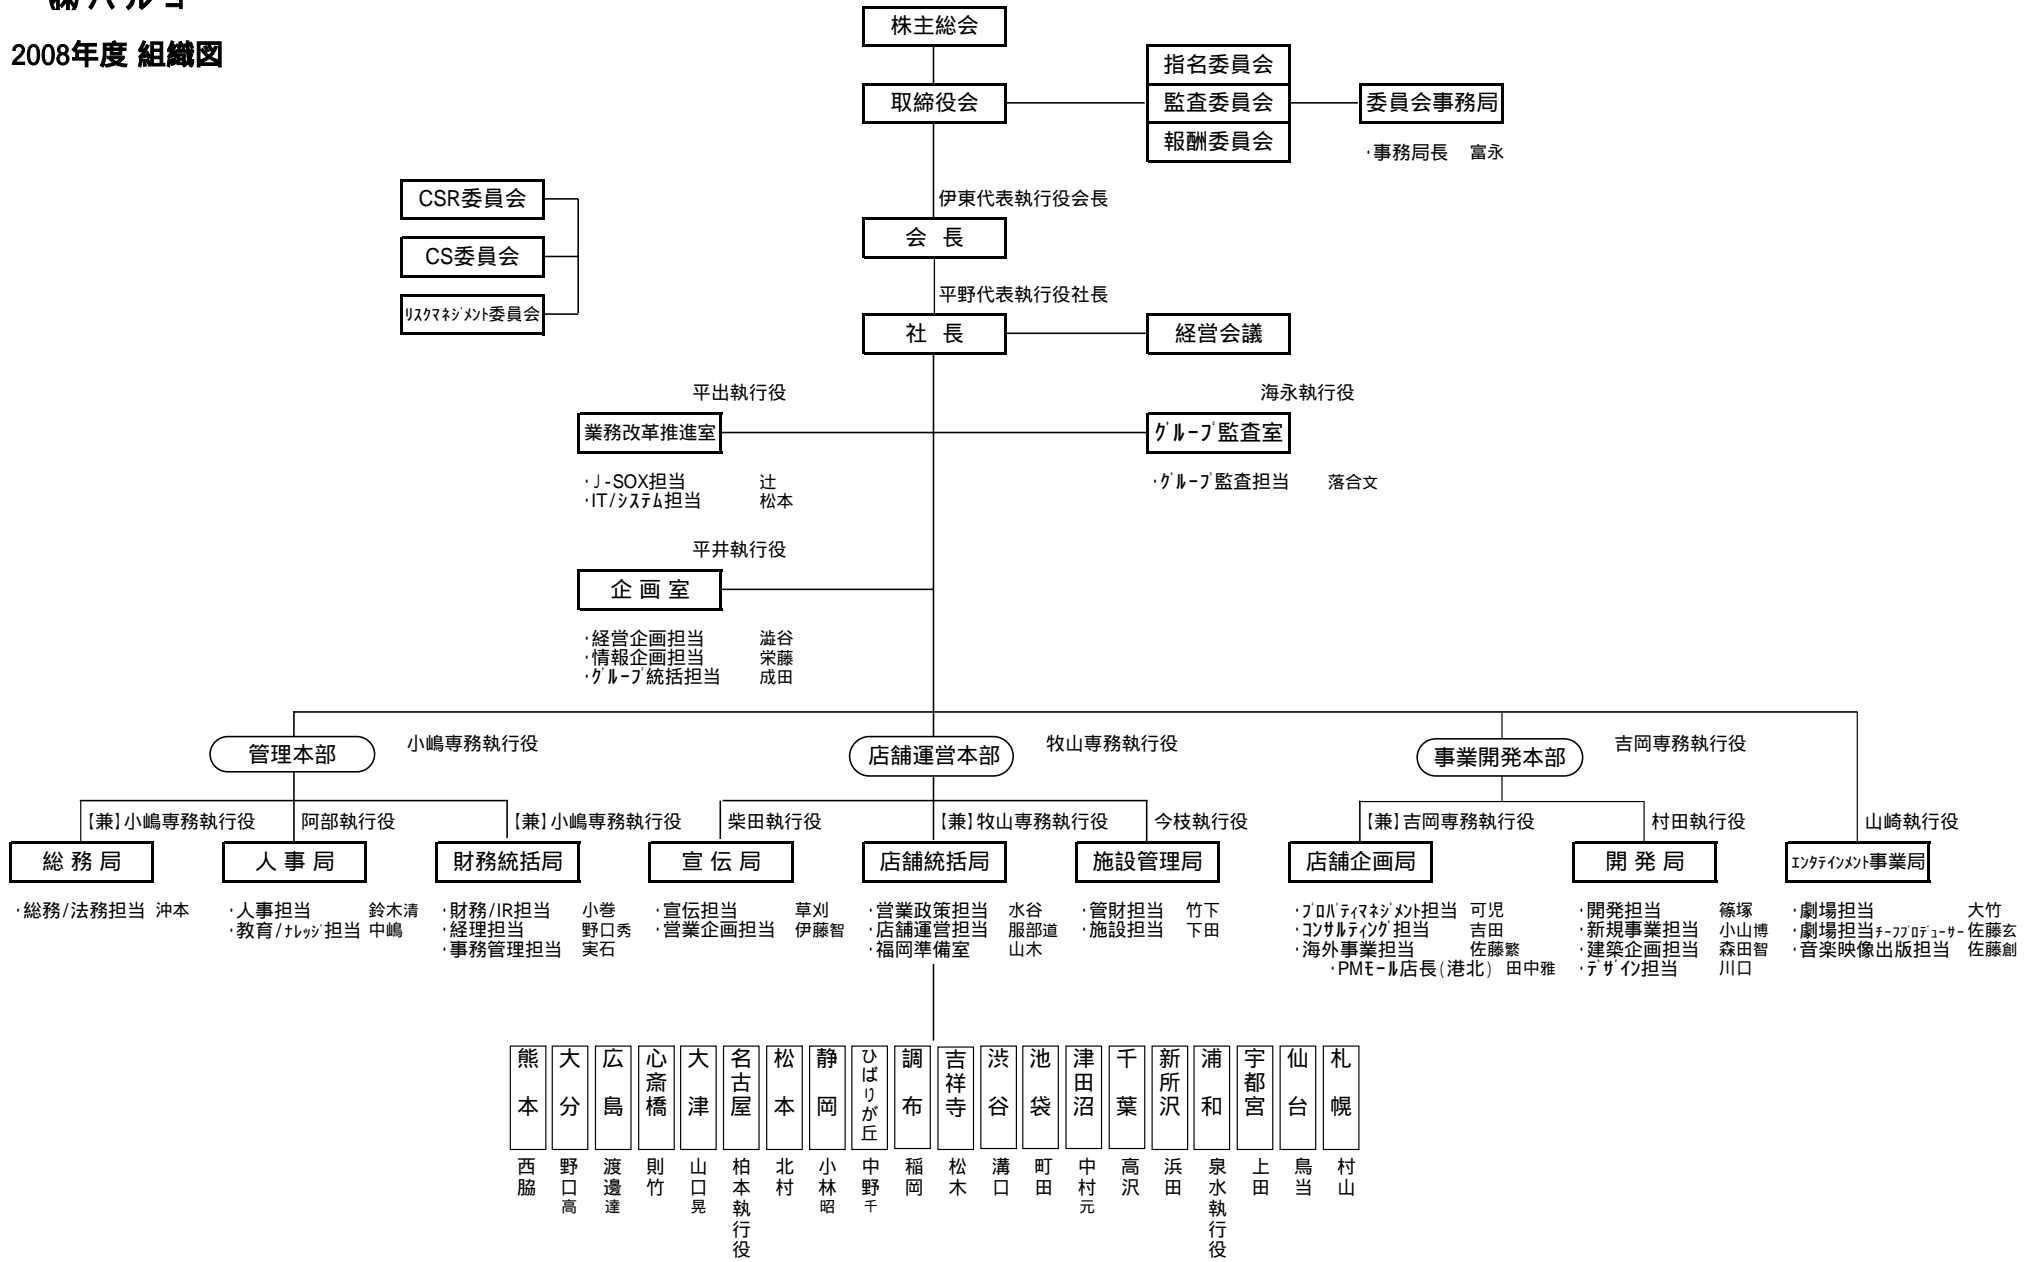 ㈱パルコ
2008年度 組織図
株主総会
取締役会
指名委員会
監査委員会
報酬委員会
委員会事務局
・事務局長 富永
CSR委員会
CS委員会
ﾘｽｸﾏﾈｼﾞﾒﾝﾄ委員会
伊東代表執行役会長
会 長
平野代表執行役社長
社 長
経営会議
平出執行役
業務改革推進室
・J-SOX担当 辻
・IT/ｼｽﾃﾑ担当 松本
海永執行役
ｸﾞﾙｰﾌﾟ監査室
・ｸﾞﾙｰﾌﾟ監査担当 落合文
平井執行役
企 画 室
・経営企画担当 澁谷
・情報企画担当 栄藤
・ｸﾞﾙｰﾌﾟ統括担当 成田
管理本部 小嶋専務執行役
店舗運営本部 牧山専務執行役
事業開発本部 吉岡専務執行役
【兼】小嶋専務執行役
総 務 局
・総務/法務担当 沖本
阿部執行役
人 事 局
・人事担当 鈴木清
・教育/ﾅﾚｯｼﾞ担当 中嶋
【兼】小嶋専務執行役
財務統括局
・財務/IR担当 小巻
・経理担当 野口秀
・事務管理担当 実石
柴田執行役
宣 伝 局
・宣伝担当 草刈
・営業企画担当 伊藤智
【兼】牧山専務執行役
店舗統括局
・営業政策担当 水谷
・店舗運営担当 服部道
・福岡準備室 山木
今枝執行役
施設管理局
・管財担当 竹下
・施設担当 下田
【兼】吉岡専務執行役
店舗企画局
・ﾌﾟﾛﾊﾟﾃｨﾏﾈｼﾞﾒﾝﾄ担当 可児
・ｺﾝｻﾙﾃｨﾝｸﾞ担当 吉田
・海外事業担当 佐藤繁
・PMﾓｰﾙ店長(港北) 田中雅
村田執行役
開 発 局
・開発担当 篠塚
・新規事業担当 小山博
・建築企画担当 森田智
・ﾃﾞｻﾞｲﾝ担当 川口
山崎執行役
ｴﾝﾀﾃｲﾝﾒﾝﾄ事業局
・劇場担当 大竹
・劇場担当ﾁｰﾌﾌﾟﾛﾃﾞｭｰｻｰ 佐藤玄
・音楽映像出版担当 佐藤創
熊本 西脇
大分 野口高
広島 渡邊達
心斎橋 則竹
大津 山口晃
名古屋 柏本執行役
松本 北村
静岡 小林昭
ひばりが丘 中野千
調布 稲岡
吉祥寺 松木
渋谷 溝口
池袋 町田
津田沼 中村元
千葉 高沢
新所沢 浜田
浦和 泉水執行役
宇都宮 上田
仙台 鳥当
札幌 村山